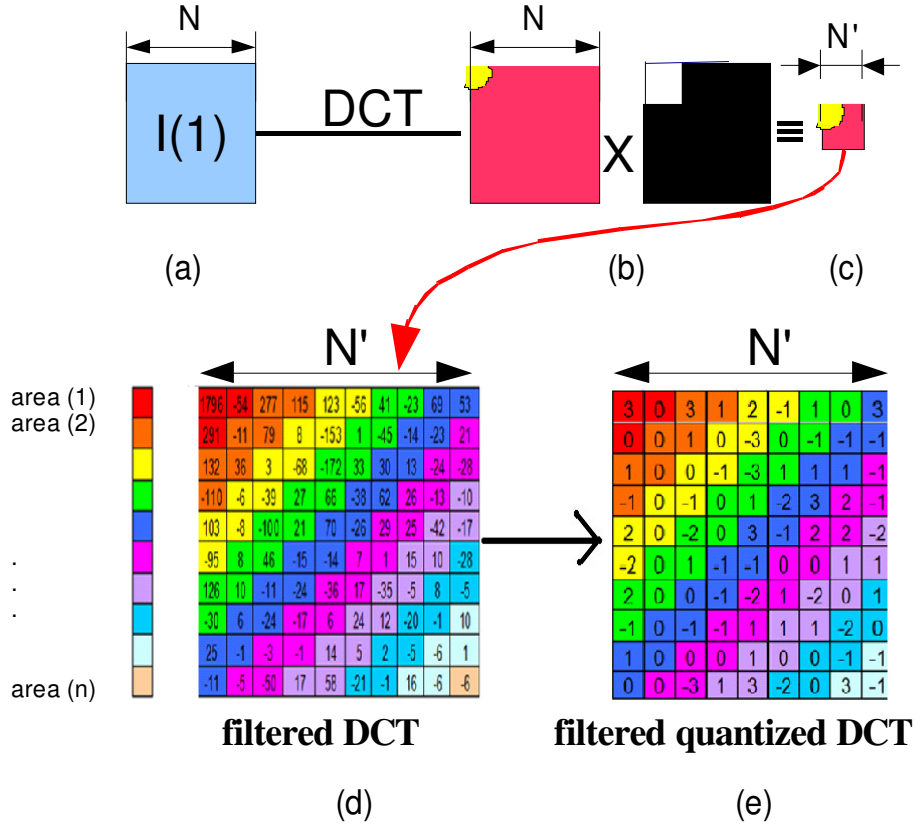 N N N'
I(1) DCT X ≡
(a) (b) (c)
N' N'
area (1) 1796 -54 277 115 123 -56 41 -23 69 53 3 0 3 1 2 -1 1 0 3
area (2) 291 -11 79 8 -153 1 -45 -14 -23 21 0 0 1 0 -3 0 -1 -1 -1
132 36 3 -68 -172 33 30 13 -24 -28 1 0 0 -1 -3 1 1 1 -1
-110 -6 -39 27 66 -38 62 26 -13 -10 -1 0 -1 0 1 -2 3 2 -1
103 -8 -100 21 70 -26 29 25 -42 -17 2 0 -2 0 3 -1 2 2 -2
. -95 8 46 -15 -14 7 1 15 10 -28 -2 0 1 -1 -1 0 0 1 1
. 126 10 -11 -24 -36 17 -35 -5 8 -5 2 0 0 -1 -2 1 -2 0 1
. -30 6 -24 -17 6 24 12 -20 -1 10 -1 0 -1 -1 1 1 1 -2 0
25 -1 -3 -1 14 5 2 -5 -6 1 1 0 0 0 1 0 0 -1 -1
area (n) -11 -5 -50 17 58 -21 -1 16 -6 -6 0 0 -3 1 3 -2 0 3 -1
filtered DCT filtered quantized DCT
(d) (e)